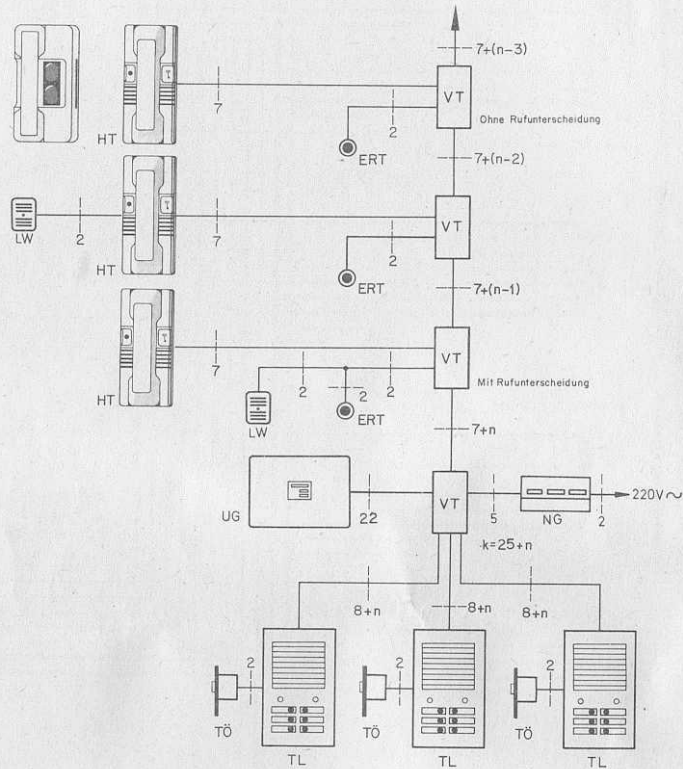 7+(n-3)
VT
7
2
Ohne Rufunterscheidung
HT
ERT
7+(n-2)
LW
2
7
VT
2
HT
ERT
7+(n-1)
VT
7
Mit Rufunterscheidung
2
2
2
HT
LW
ERT
7+n
UG
22
VT
5
NG
2
220V~
k=25+n
8+n
8+n
8+n
2
2
2
TÖ
TÖ
TÖ
TL
TL
TL